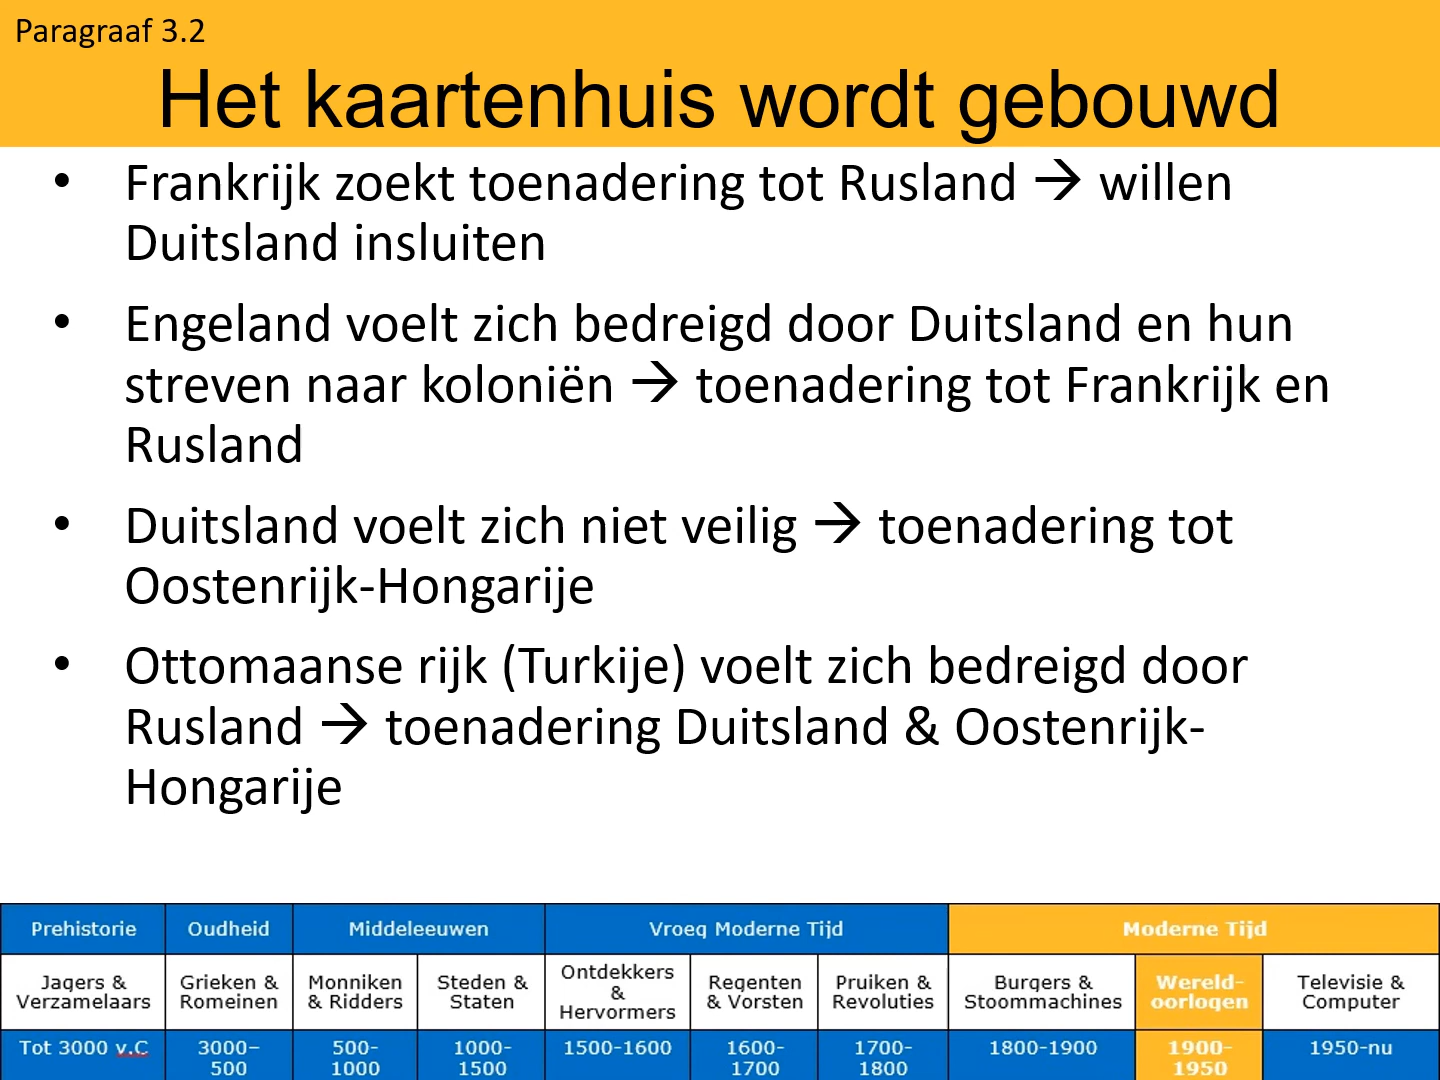 Paragraaf 3.2
Het kaartenhuis wordt gebouwd
• Frankrijk zoekt toenadering tot Rusland → willen
Duitsland insluiten
• Engeland voelt zich bedreigd door Duitsland en hun
streven naar koloniën → toenadering tot Frankrijk en
Rusland
• Duitsland voelt zich niet veilig → toenadering tot
Oostenrijk-Hongarije
• Ottomaanse rijk (Turkije) voelt zich bedreigd door
Rusland → toenadering Duitsland & Oostenrijk-
Hongarije
Prehistorie Oudheid Middeleeuwen Vroeg Moderne Tijd Moderne Tijd
Jagers &
Verzamelaars
Grieken &
Romeinen
Monniken
& Ridders
Steden &
Staten
Ontdekkers
&
Hervormers
Regenten
& Vorsten
Pruiken &
Revoluties
Burgers &
Stoommachines
Wereld-
oorlogen
Televisie &
Computer
Tot 3000 v.C
3000–
500
500-
1000
1000-
1500
1500-1600
1600-
1700
1700-
1800
1800-1900
1900-
1950
1950-nu